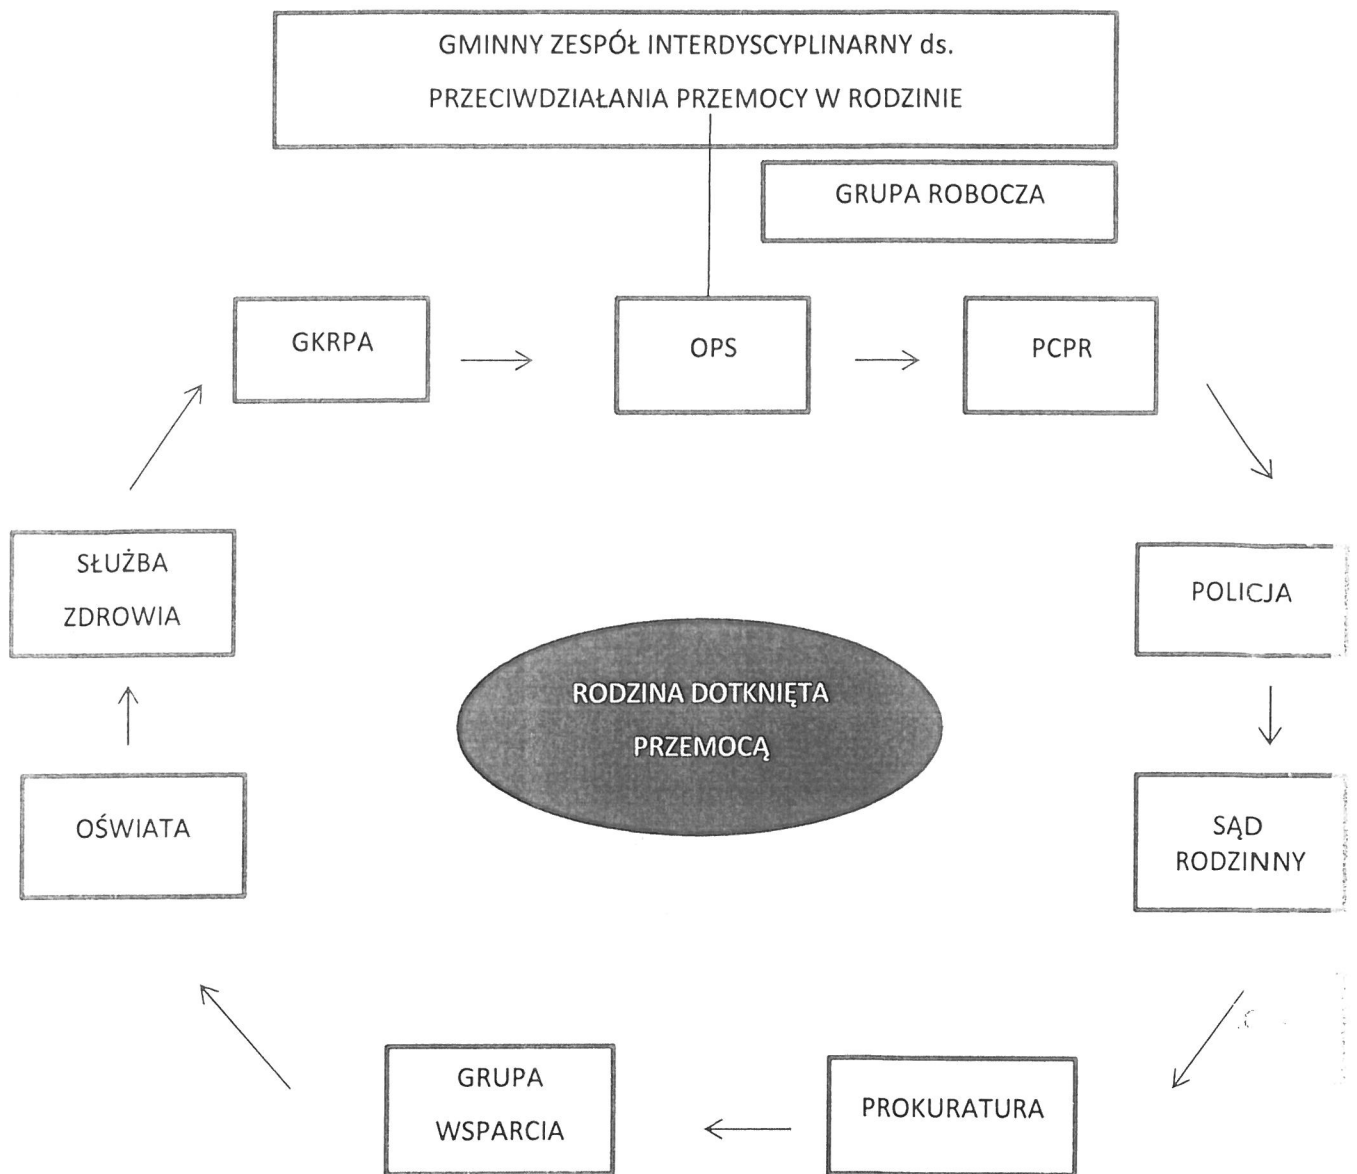 GMINNY ZESPÓŁ INTERDYSCYPLINARNY ds.
PRZECIWDZIAŁANIA PRZEMOCY W RODZINIE
GRUPA ROBOCZA
GKRPA
OPS
PCPR
SŁUŻBA
ZDROWIA
POLICJA
RODZINA DOTKNIĘTA
PRZEMOCĄ
OŚWIATA
SĄD
RODZINNY
GRUPA
WSPARCIA
PROKURATURA